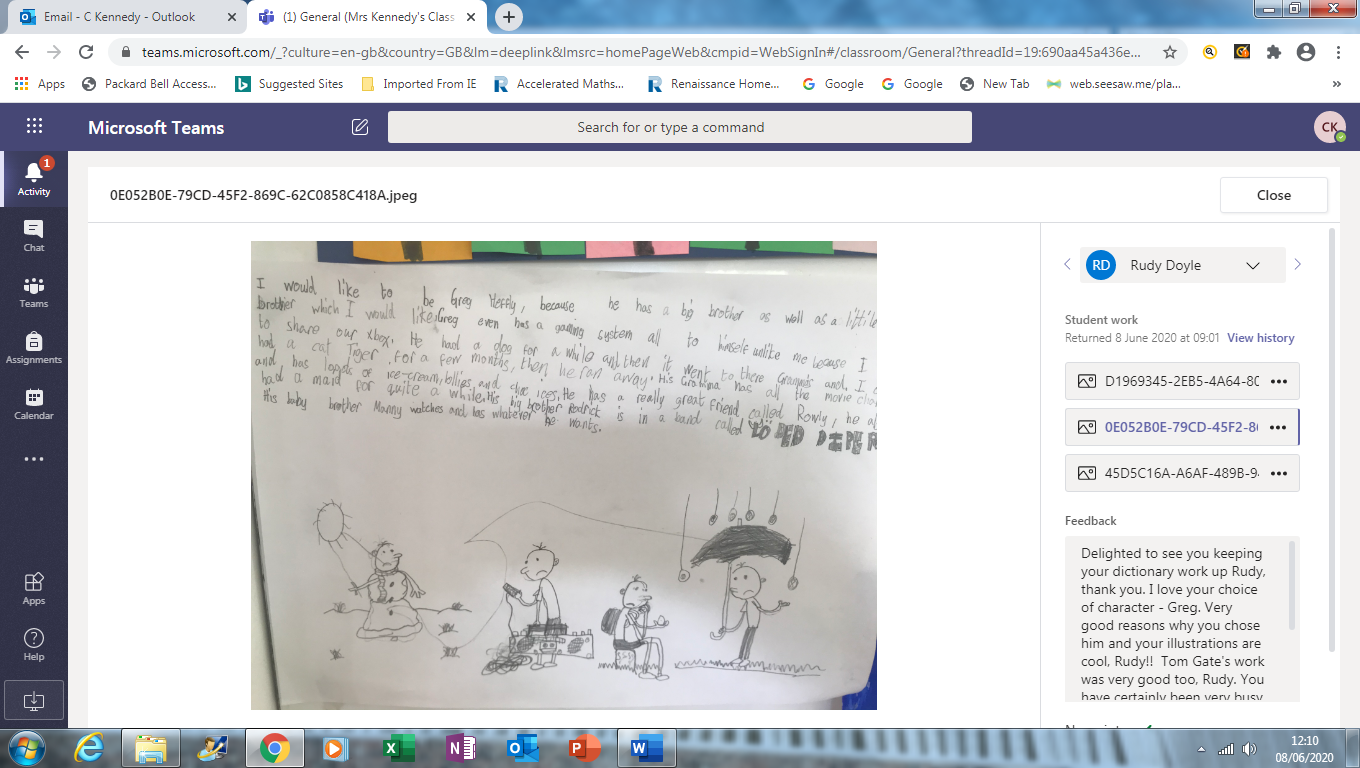 Email - C Kennedy - Outlook
(1) General (Mrs Kennedy's Class
teams.microsoft.com/_?culture=en-gb&country=GB&lm=deeplink&lmsrc=homePageWeb&cmpid=WebSignIn#/classroom/General?threadId=19:690aa45a436e...
Apps Packard Bell Access... Suggested Sites Imported From IE Accelerated Maths... Renaissance Home... Google Google New Tab web.seesaw.me/pla... »
Microsoft Teams
Search for or type a command
CK
1
Activity
Chat
Teams
Assignments
Calendar
Apps
Help
0E052B0E-79CD-45F2-869C-62C0858C418A.jpeg
Close
I would like to be Greg Heffly, because he has a big brother as well as a little
brother which I would like. Greg even has a gaming system all to himself unlike me because I
to share our xbox. He had a dog for a while and then it went to there Grannys and. I
had a cat Tiger. for a few months, then he ran away. His Gramma has all the movie
and has of ice-cream, lollies, and ices. He has a really great friend called Rowly, he
had a maid for quite a while. His big brother Rodrick is in a band called
His baby brother Manny watches and has whatever he wants.
RD Rudy Doyle
Student work
Returned 8 June 2020 at 09:01 View history
D1969345-2EB5-4A64-80
0E052B0E-79CD-45F2-86
45D5C16A-A6AF-489B-94
Feedback
Delighted to see you keeping
your dictionary work up Rudy,
thank you. I love your choice
of character - Greg. Very
good reasons why you chose
him and your illustrations are
cool, Rudy!! Tom Gate's work
was very good too, Rudy. You
have certainly been very busy
12:10
08/06/2020